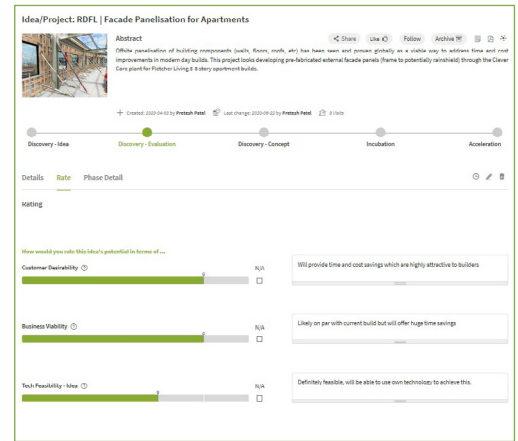 Idea/Project: RDFL | Facade Panelisation for Apartments
Abstract
Share Like Follow Archive
Offsite panelisation of building components (walls, floors, roofs, etc) has been seen and proven globally as a viable way to address time and cost
improvements in modern day builds. This project looks developing pre-fabricated external facade panels (frame to potentially rainshield) through the Clever
Core plant for Fletcher Living 2-3 story apartment builds.
Created: 2020-04-03 by Pretesh Patel Last change: 2020-06-22 by Pretesh Patel 9 Visits
Discovery - Idea Discovery - Evaluation Discovery - Concept Incubation Acceleration
Details Rate Phase Detail
Rating
How would you rate this idea's potential in terms of ...
Customer Desirability N/A
Will provide time and cost savings which are highly attractive to builders
Business Viability N/A
Likely on par with current build but will offer huge time savings
Tech Feasibility - Idea N/A
Definitely feasible, will be able to use own technology to achieve this.